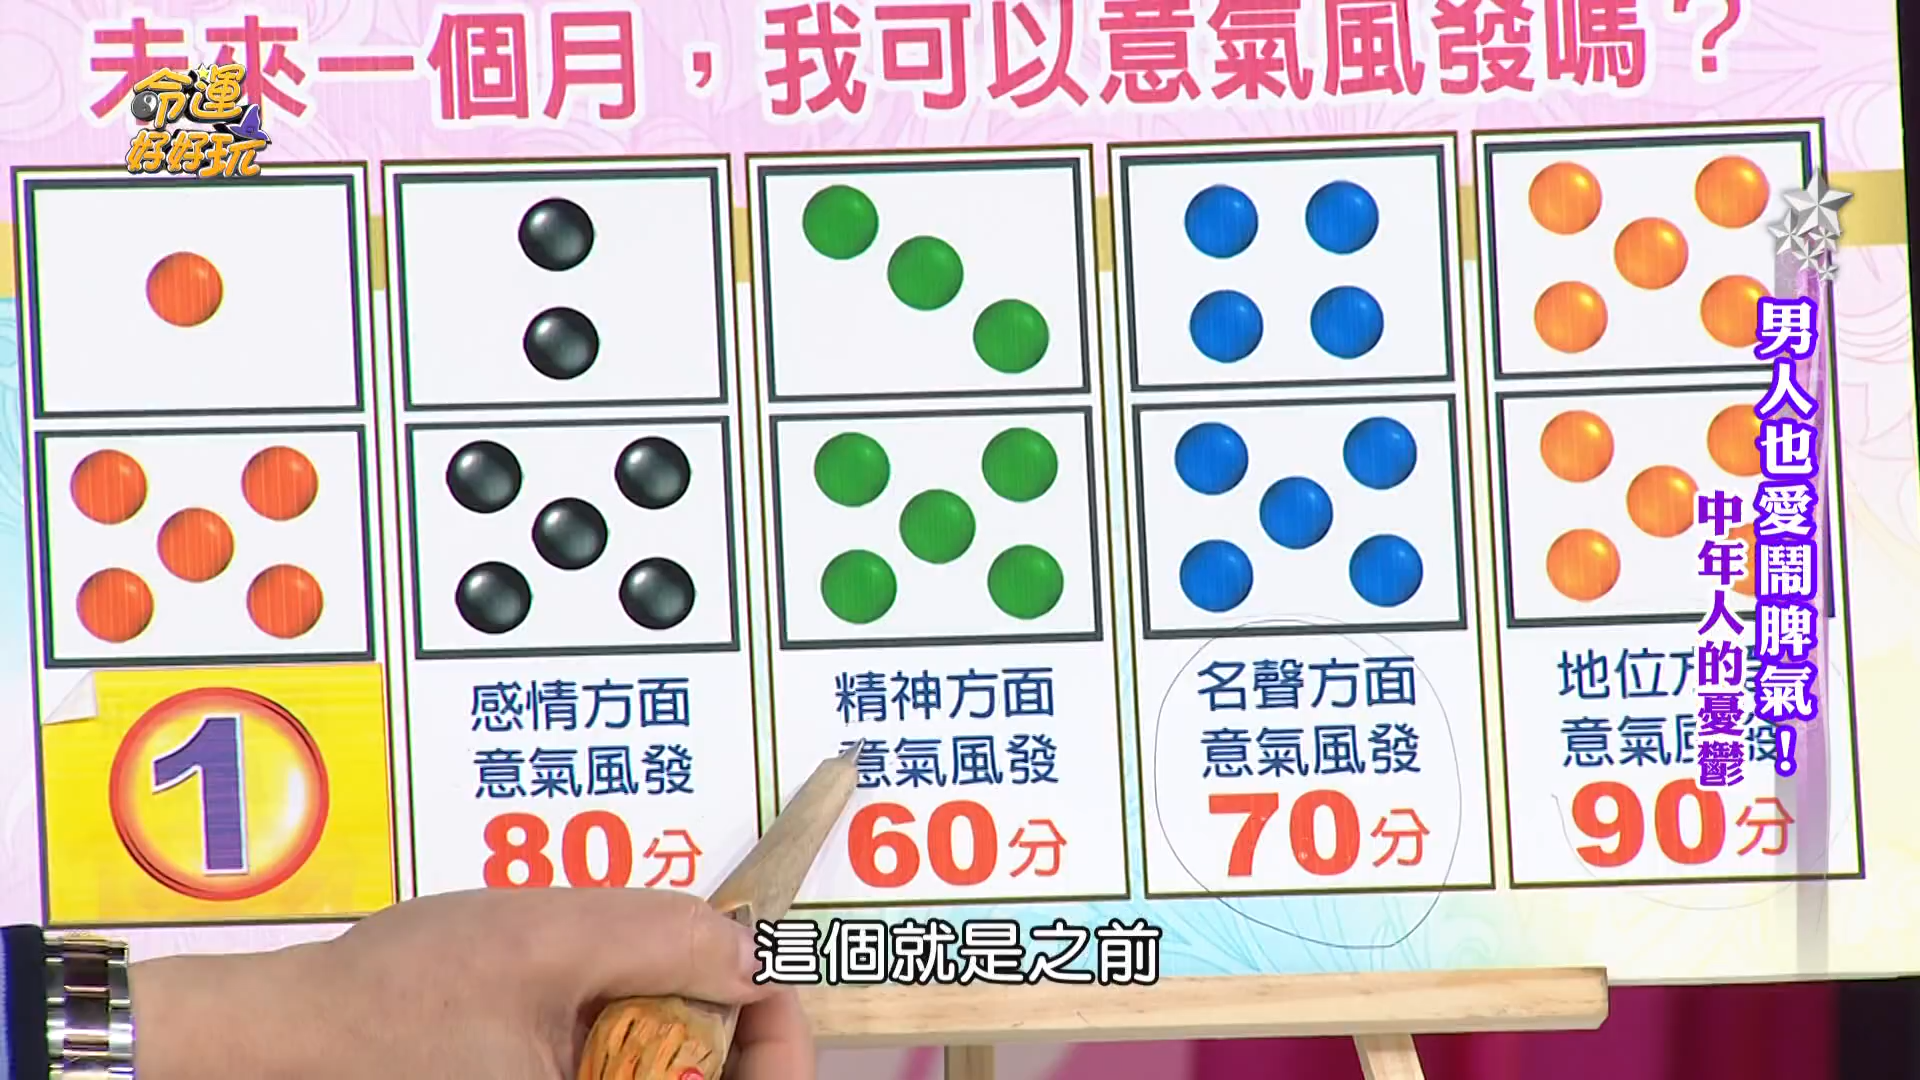 未來一個月，我可以意氣風發嗎？
命運
好好玩
男人也愛鬧脾氣！
中年人的憂鬱
1
感情方面
意氣風發
80分
精神方面
意氣風發
60分
名聲方面
意氣風發
70分
地位方面
意氣風發
90分
這個就是之前